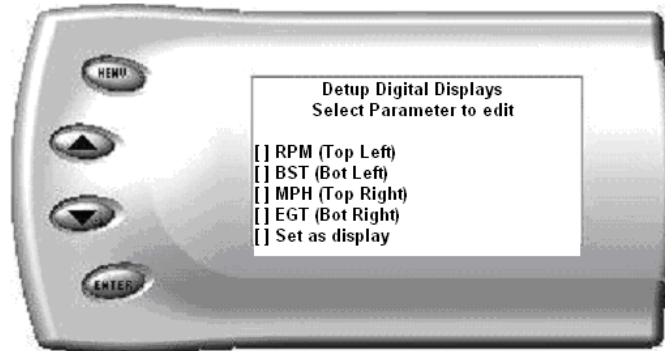 MENU
Detup Digital Displays
Select Parameter to edit
[ ] RPM (Top Left)
[ ] BST (Bot Left)
[ ] MPH (Top Right)
[ ] EGT (Bot Right)
[ ] Set as display
ENTER